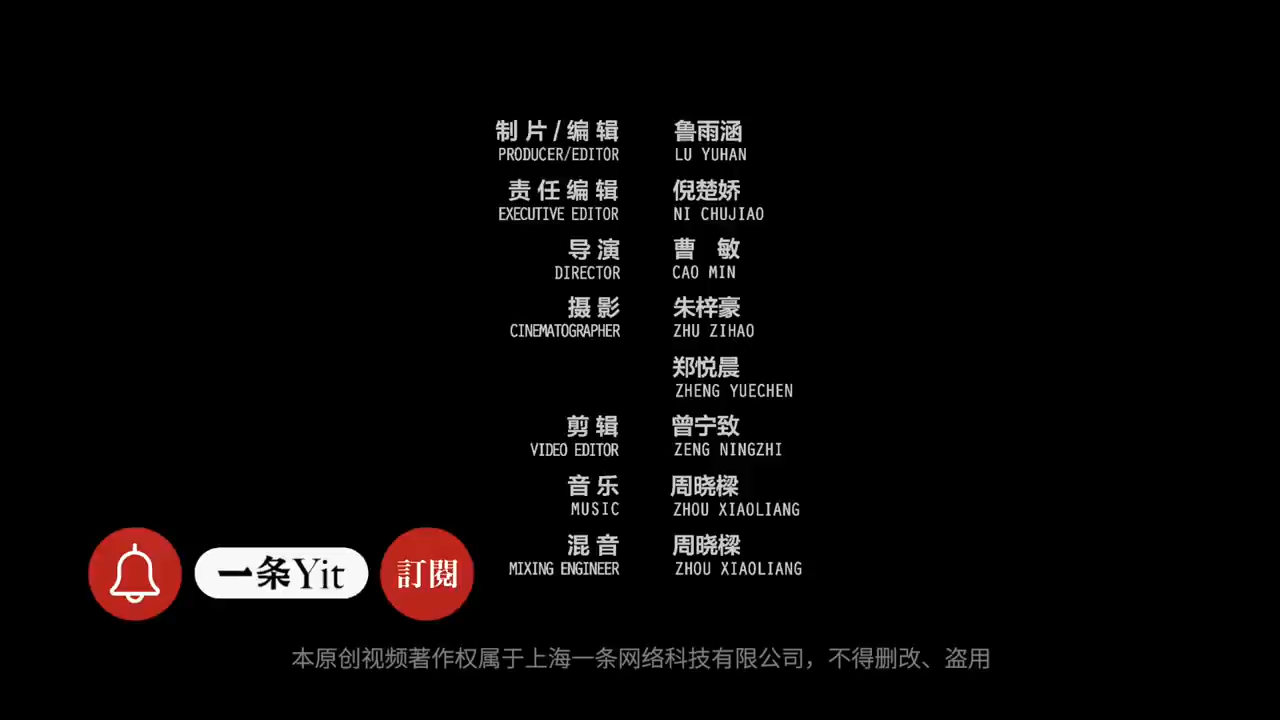 制片/编辑 鲁雨涵
PRODUCER/EDITOR LU YUHAN
责任编辑 倪楚娇
EXECUTIVE EDITOR NI CHUJIAO
导演 曹 敏
DIRECTOR CAO MIN
摄影 朱梓豪
CINEMATOGRAPHER ZHU ZIHAO
郑悦晨
ZHENG YUECHEN
剪辑 曾宁致
VIDEO EDITOR ZENG NINGZHI
音乐 周晓樑
MUSIC ZHOU XIAOLIANG
混音 周晓樑
MIXING ENGINEER ZHOU XIAOLIANG
一条Yit 訂閱
本原创视频著作权属于上海一条网络科技有限公司，不得删改、盗用